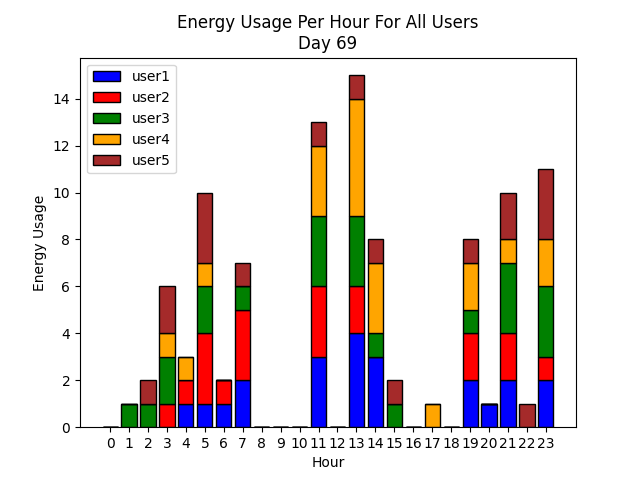 Energy Usage Per Hour For All Users
Day 69
user1
user2
user3
user4
user5
14
12
10
8
6
4
2
0
Energy Usage
0 1 2 3 4 5 6 7 8 9 10 11 12 13 14 15 16 17 18 19 20 21 22 23
Hour